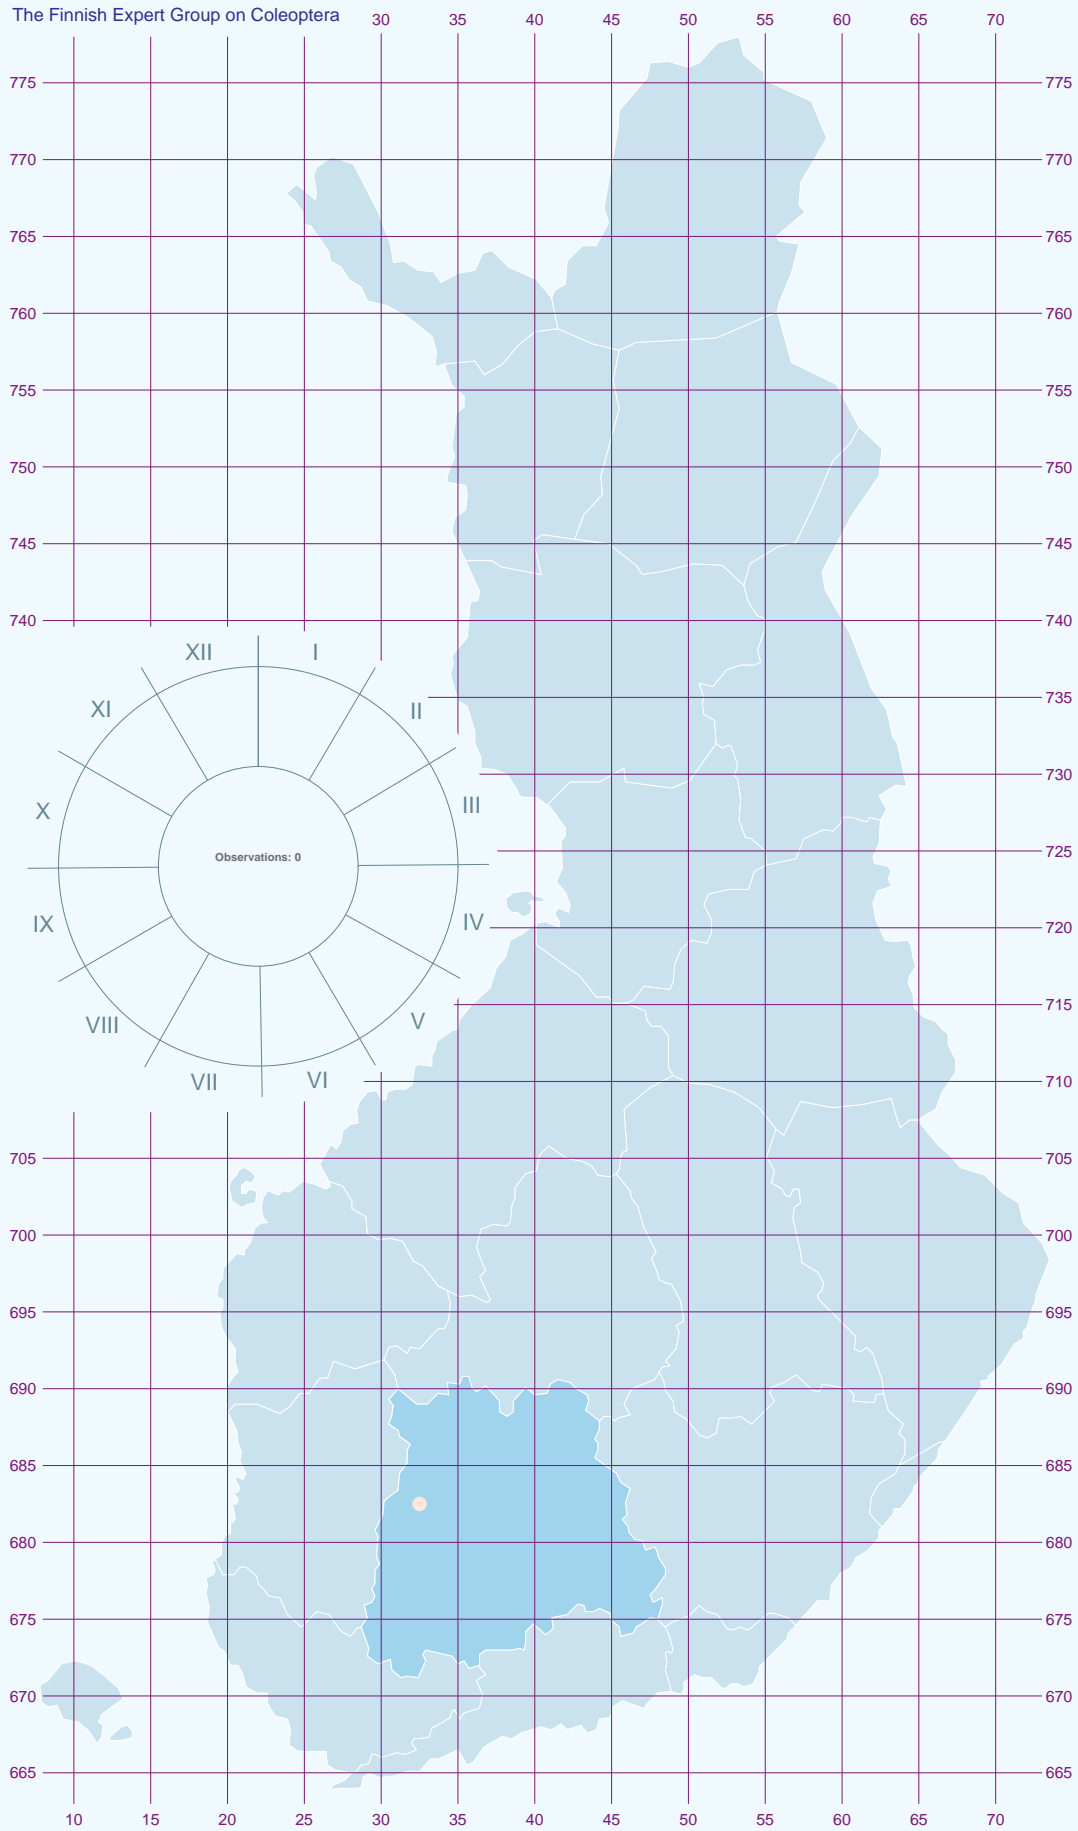 The Finnish Expert Group on Coleoptera 30 35 40 45 50 55 60 65 70
775 775
770 770
765 765
760 760
755 755
750 750
745 745
740 740
XII I
XI II
735
730
X III
Observations: 0
725
IX IV
720
VIII V
715
VII VI
710
705 705
700 700
695 695
690 690
685 685
680 680
675 675
670 670
665 665
10 15 20 25 30 35 40 45 50 55 60 65 70